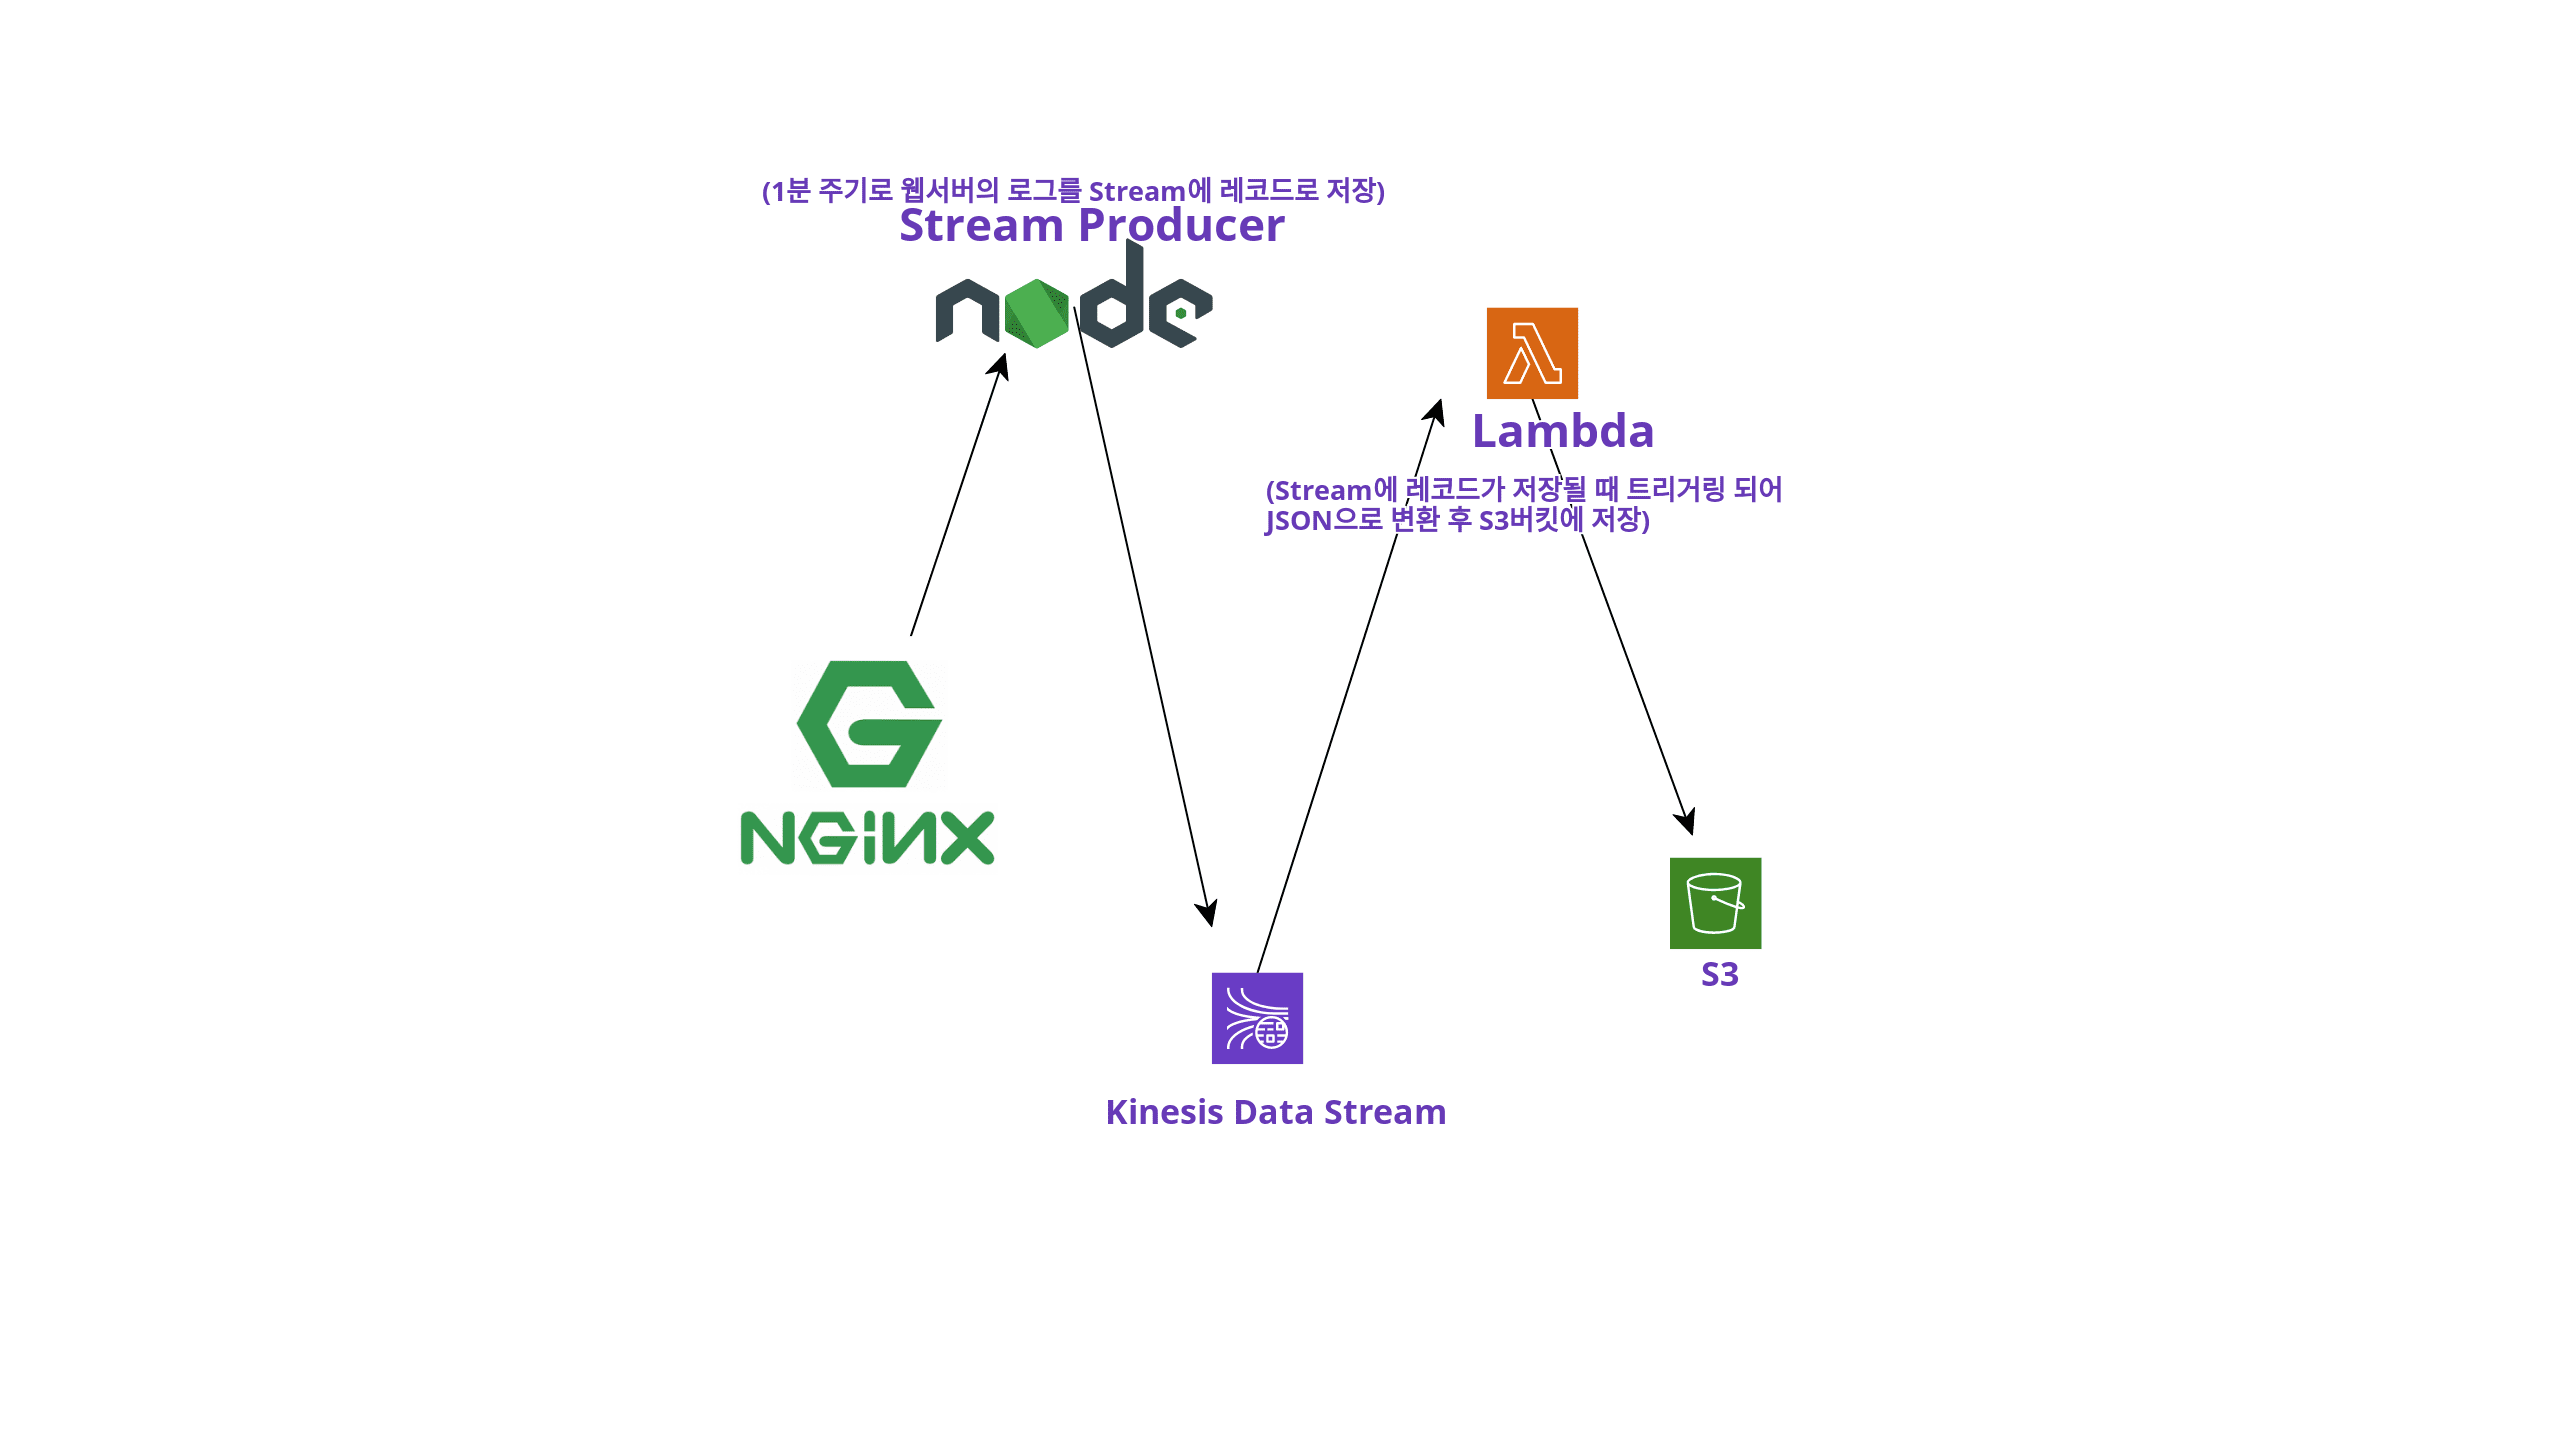 (1분 주기로 웹서버의 로그를 Stream에 레코드로 저장)
Stream Producer
node
Lambda
(Stream에 레코드가 저장될 때 트리거링 되어
JSON으로 변환 후 S3버킷에 저장)
NGiNX
S3
Kinesis Data Stream